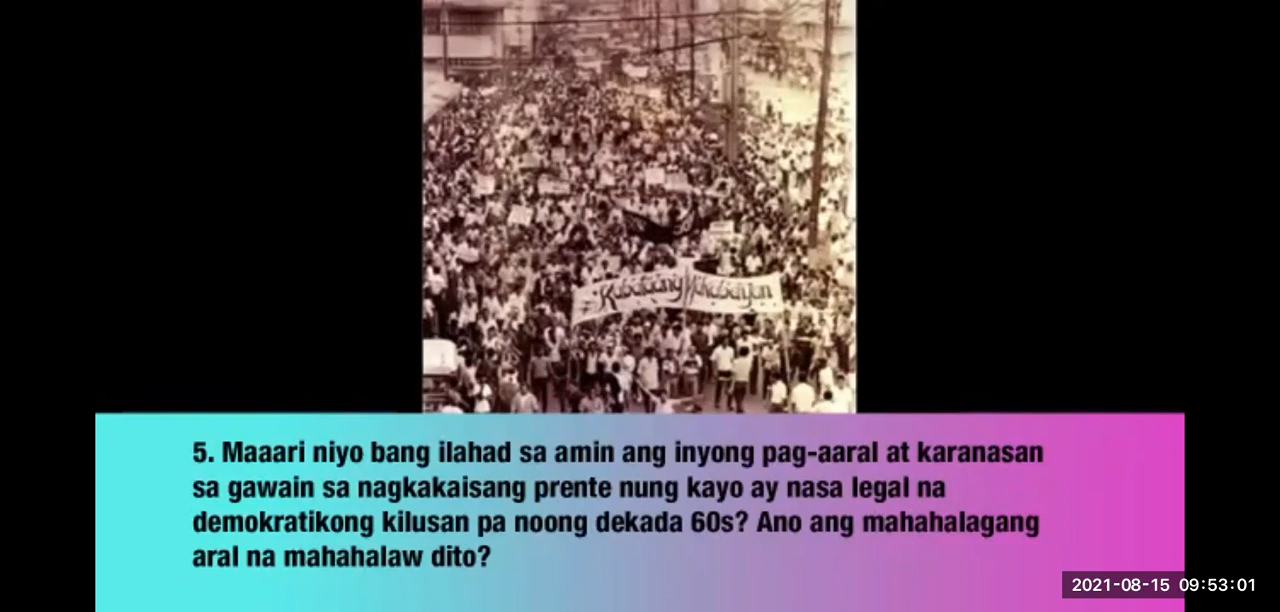 Kabataang Makabayan
5. Maaari niyo bang ilahad sa amin ang inyong pag-aaral at karanasan
sa gawain sa nagkakaisang prente nung kayo ay nasa legal na
demokratikong kilusan pa noong dekada 60s? Ano ang mahahalagang
aral na mahahalaw dito?
2021-08-15 09:53:01